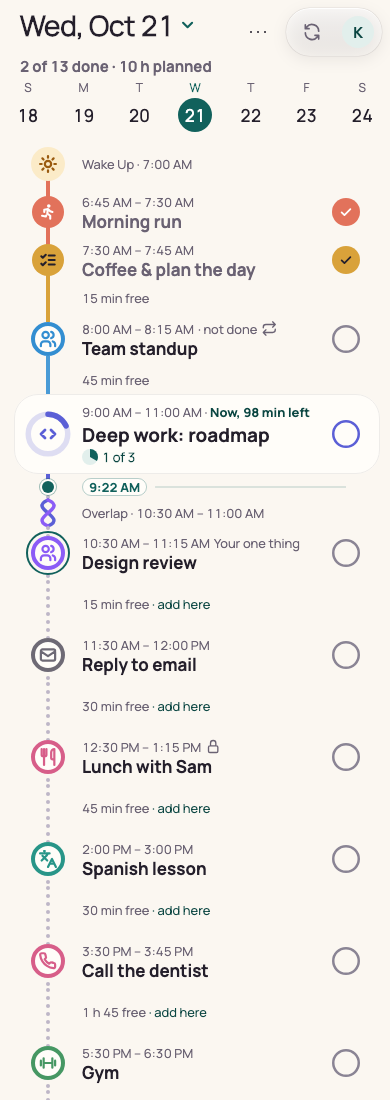 Wed, Oct 21
...
K
2 of 13 done · 10 h planned
S M T W T F S
18 19 20 21 22 23 24
Wake Up · 7:00 AM
6:45 AM – 7:30 AM
Morning run
7:30 AM – 7:45 AM
Coffee & plan the day
15 min free
8:00 AM – 8:15 AM · not done
Team standup
45 min free
9:00 AM – 11:00 AM · Now, 98 min left
Deep work: roadmap
1 of 3
9:22 AM
Overlap · 10:30 AM – 11:00 AM
10:30 AM – 11:15 AM Your one thing
Design review
15 min free · add here
11:30 AM – 12:00 PM
Reply to email
30 min free · add here
12:30 PM – 1:15 PM
Lunch with Sam
45 min free · add here
2:00 PM – 3:00 PM
Spanish lesson
30 min free · add here
3:30 PM – 3:45 PM
Call the dentist
1 h 45 free · add here
5:30 PM – 6:30 PM
Gym